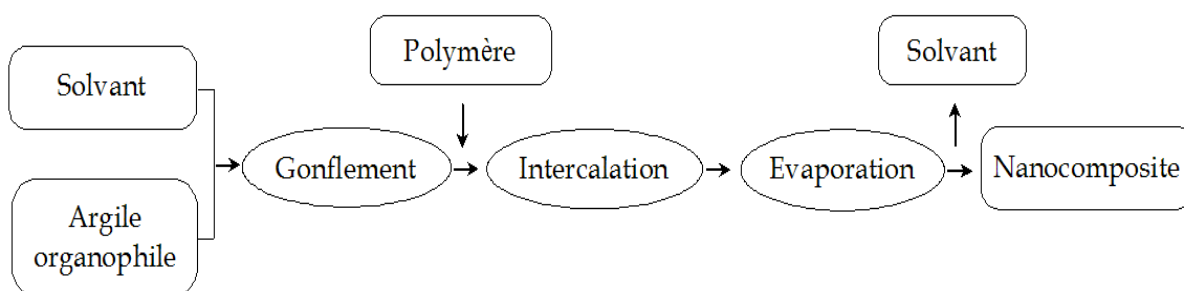 Solvant
Argile
organophile
Gonflement
Polymère
Intercalation
Evaporation
Solvant
Nanocomposite